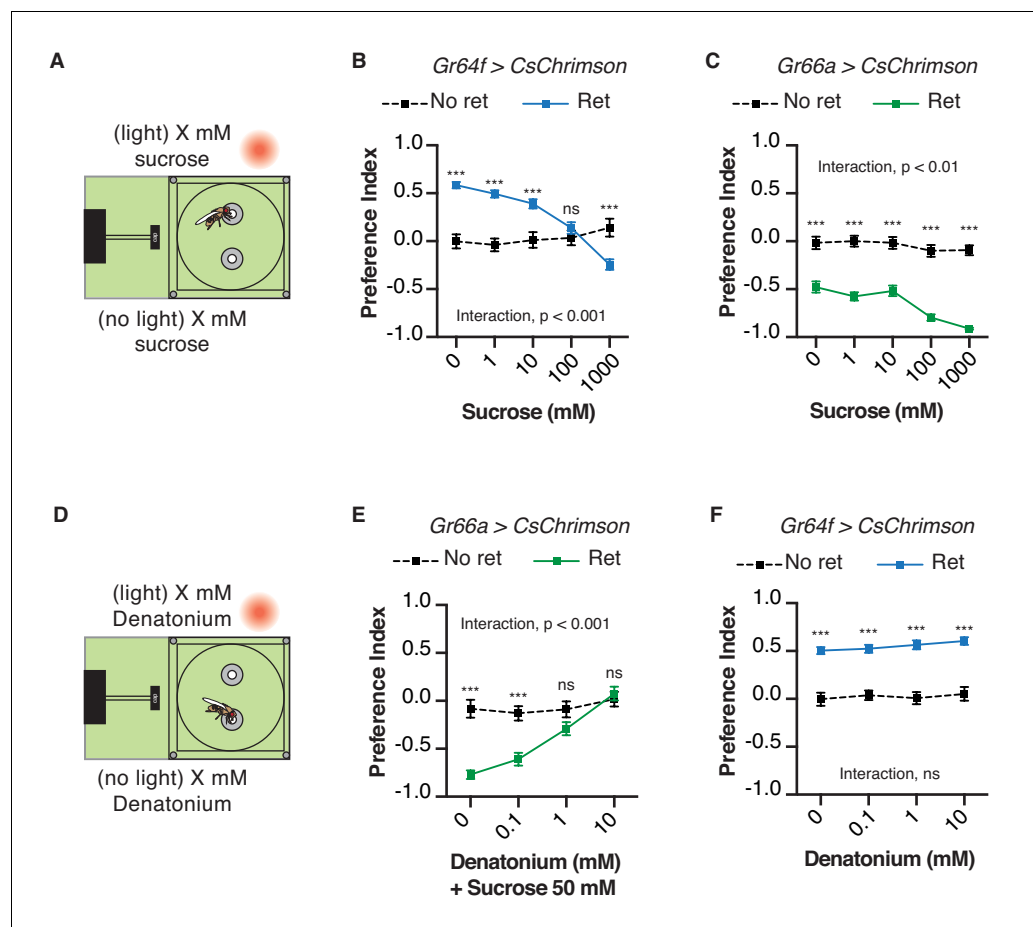 A
(light) X mM
sucrose
cap
(no light) X mM
sucrose
B
Gr64f > CsChrimson
No ret
Ret
Preference Index
1.0
0.5
0.0
-0.5
-1.0
***
***
***
ns
***
Interaction, p < 0.001
0
1
10
100
1000
Sucrose (mM)
C
Gr66a > CsChrimson
No ret
Ret
Preference Index
1.0
0.5
0.0
-0.5
-1.0
Interaction, p < 0.01
***
***
***
***
***
0
1
10
100
1000
Sucrose (mM)
D
(light) X mM
Denatonium
cap
(no light) X mM
Denatonium
E
Gr66a > CsChrimson
No ret
Ret
Preference Index
1.0
0.5
0.0
-0.5
-1.0
Interaction, p < 0.001
***
***
ns
ns
0
0.1
1
10
Denatonium (mM)
+ Sucrose 50 mM
F
Gr64f > CsChrimson
No ret
Ret
Preference Index
1.0
0.5
0.0
-0.5
-1.0
***
***
***
***
Interaction, ns
0
0.1
1
10
Denatonium (mM)